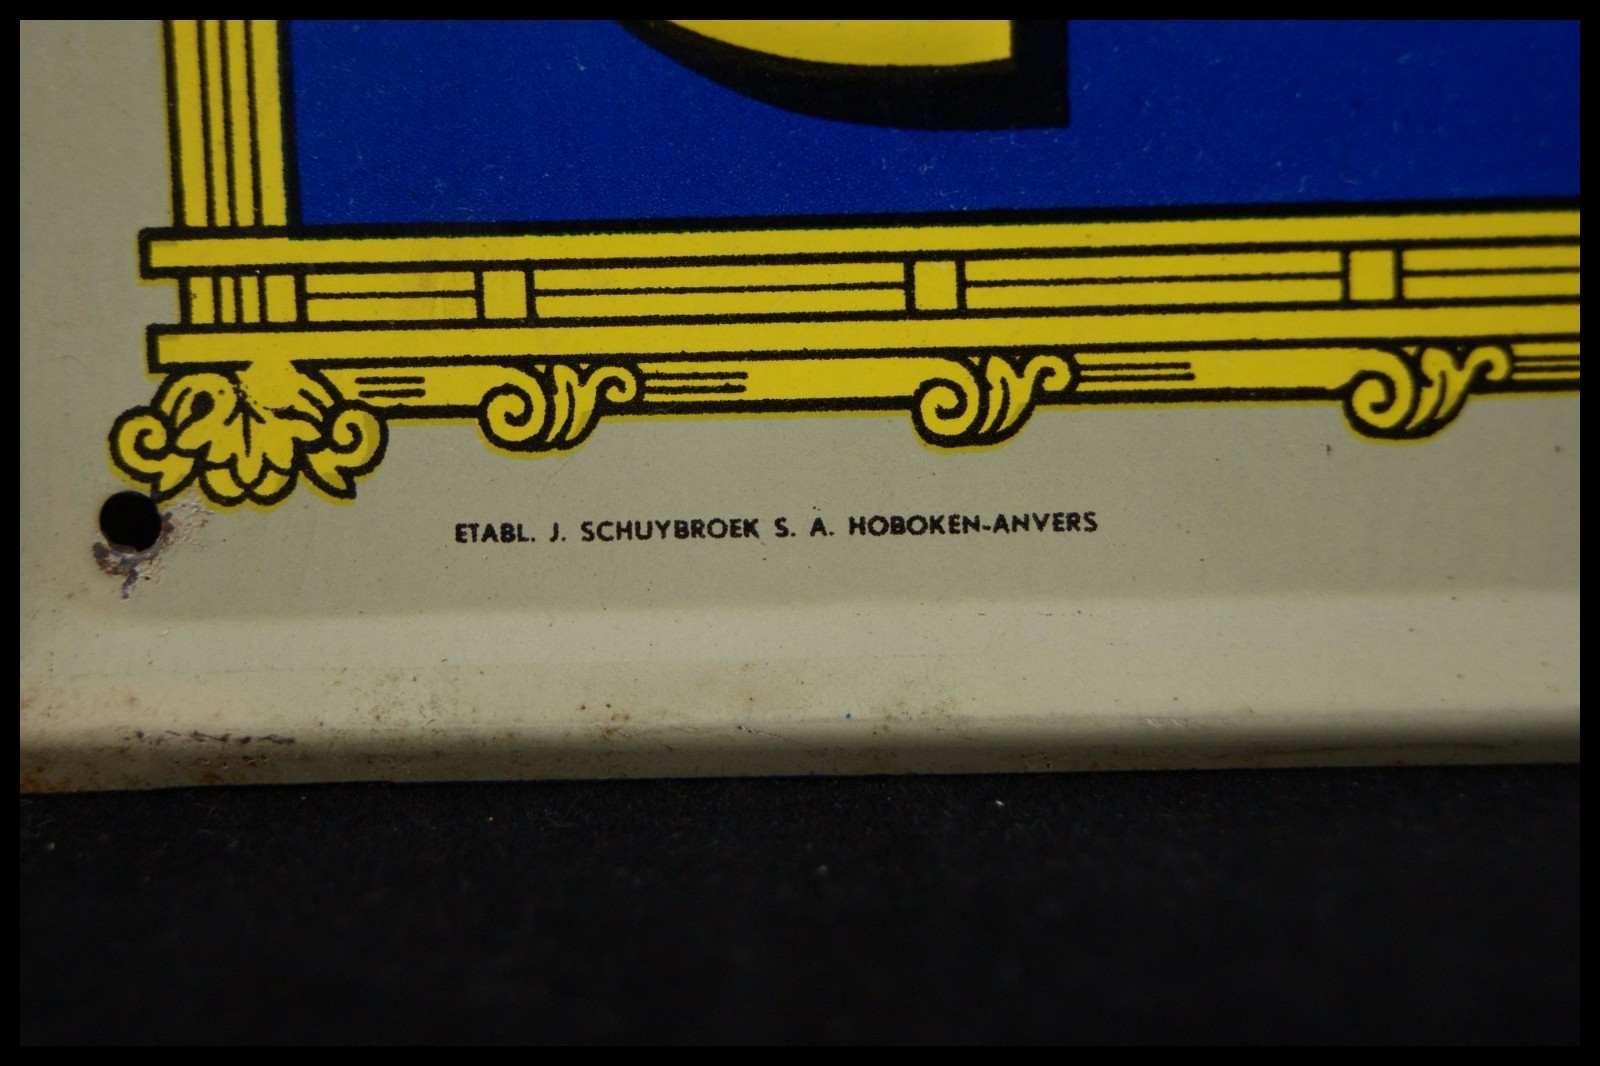 ETABL. J. SCHUYBROEK S. A. HOBOKEN-ANVERS